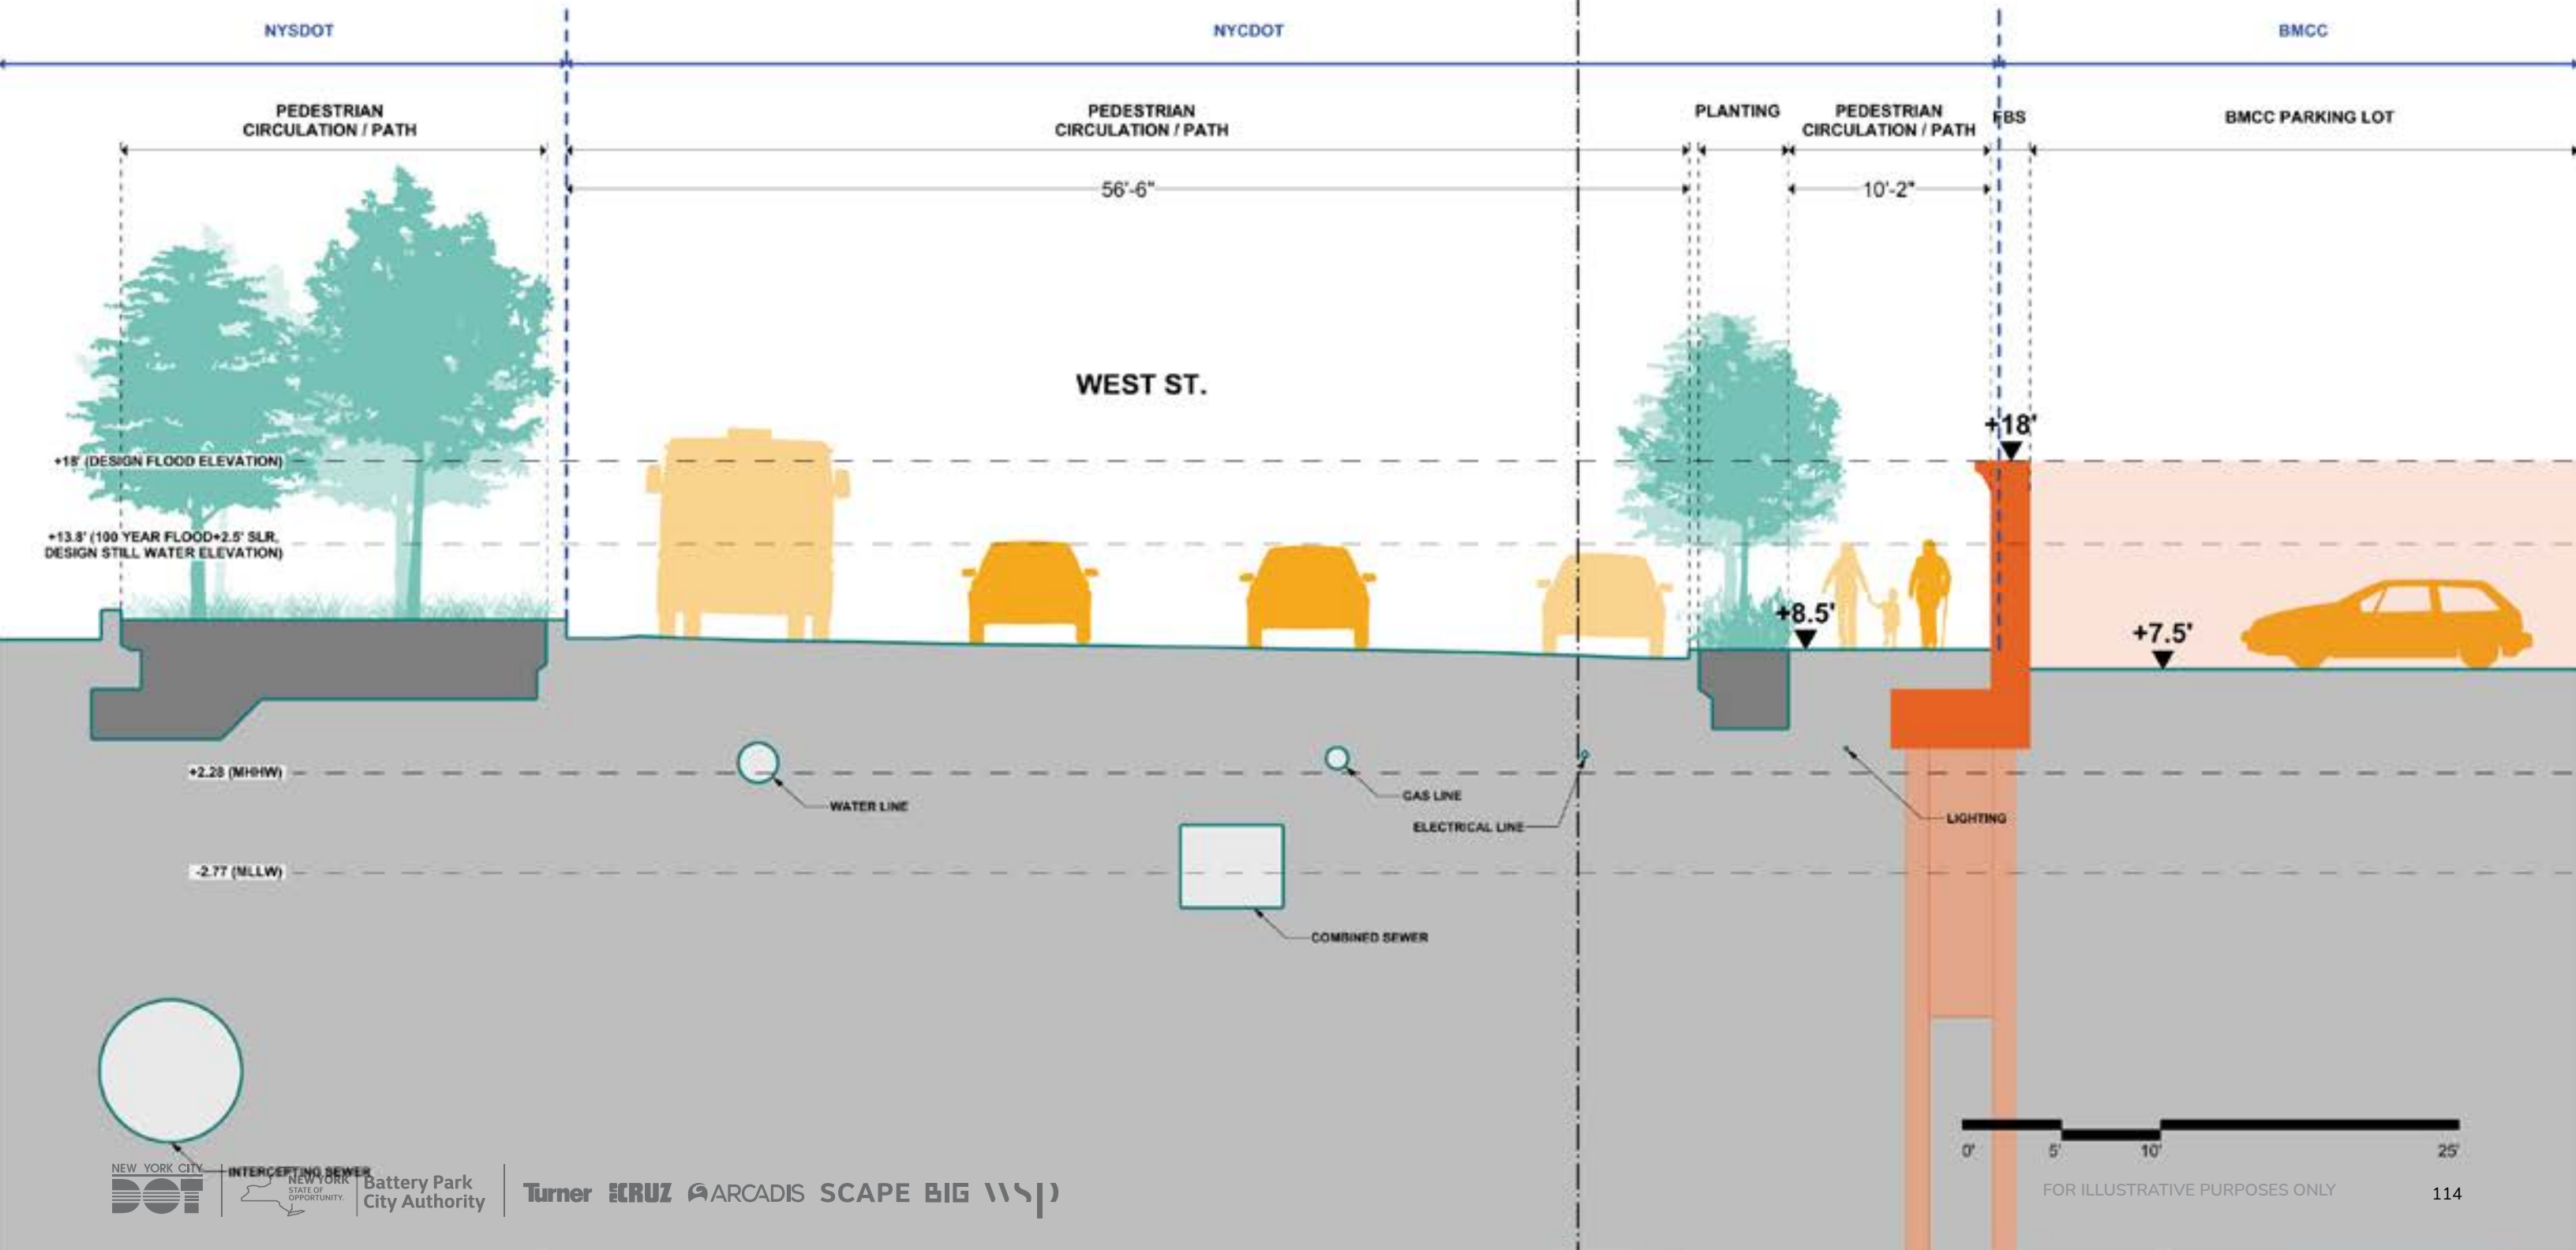 NYSDOT
NYCDOT
BMCC
PEDESTRIAN
CIRCULATION / PATH
PEDESTRIAN
CIRCULATION / PATH
PLANTING
PEDESTRIAN
CIRCULATION / PATH
FBS
BMCC PARKING LOT
56'-6"
10'-2"
WEST ST.
+18'
+18' (DESIGN FLOOD ELEVATION)
+13.8' (100 YEAR FLOOD+2.5' SLR,
DESIGN STILL WATER ELEVATION)
+8.5'
+7.5'
+2.28 (MHHW)
WATER LINE
GAS LINE
ELECTRICAL LINE
LIGHTING
-2.77 (MLLW)
COMBINED SEWER
0' 5' 10' 25'
INTERCEPTING SEWER
NEW YORK CITY
DOT
NEW YORK
STATE OF
OPPORTUNITY.
Battery Park
City Authority
Turner
CRUZ
ARCADIS
SCAPE
BIG
wsp
FOR ILLUSTRATIVE PURPOSES ONLY
114